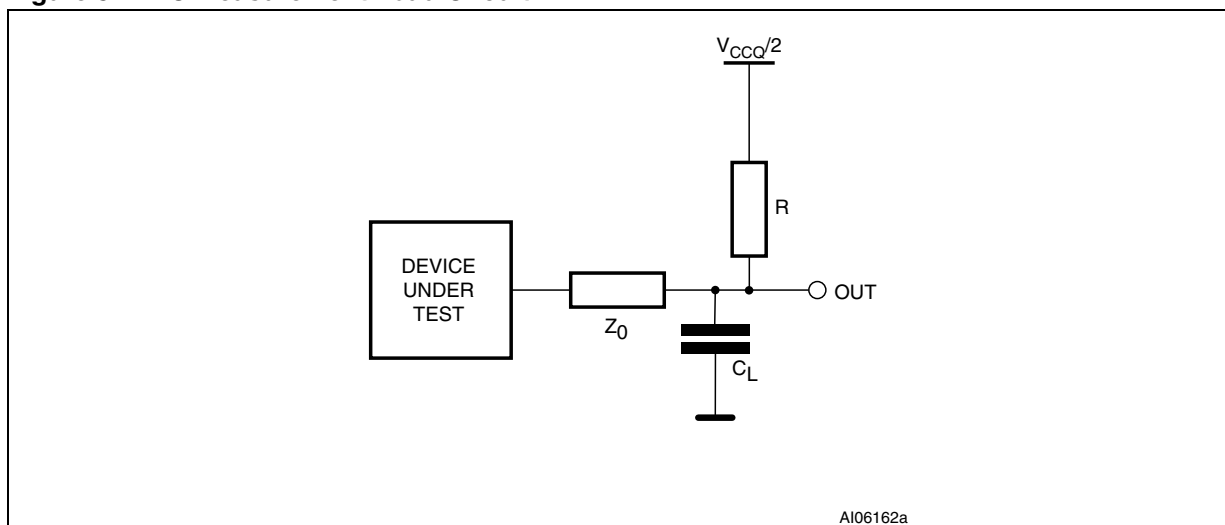 V_CCQ/2
R
DEVICE
UNDER
TEST
Z_0
OUT
C_L
AI06162a